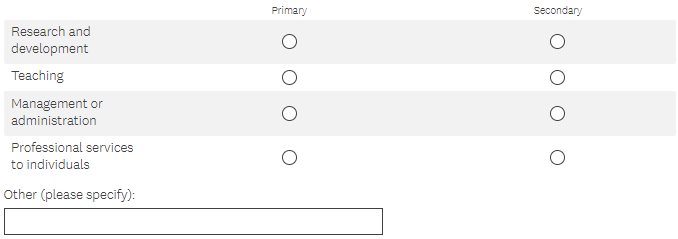 Primary Secondary
Research and
development
Teaching
Management or
administration
Professional services
to individuals
Other (please specify):